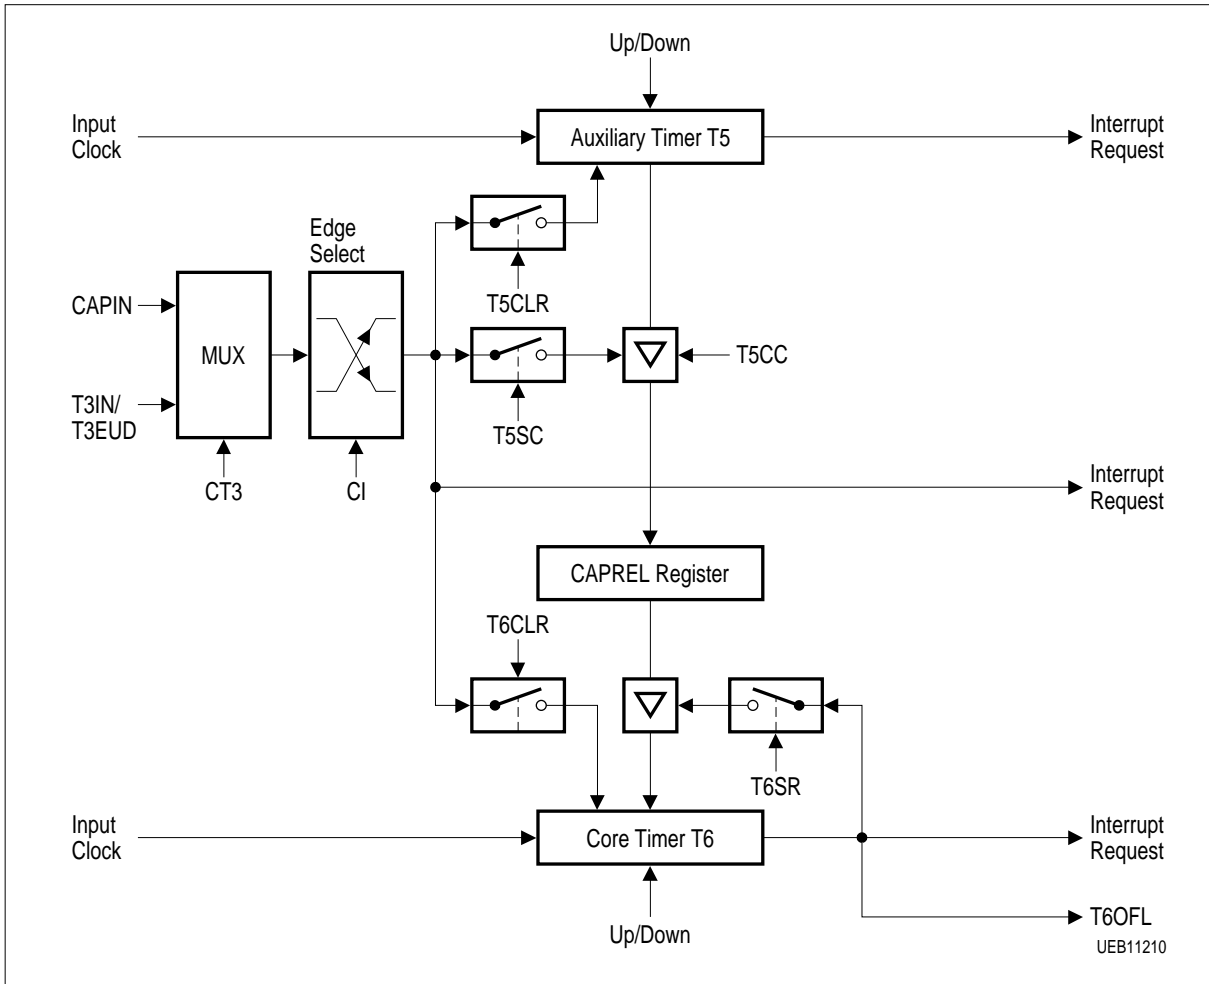 Up/Down
Input
Clock
Auxiliary Timer T5
Interrupt
Request
Edge
Select
T5CLR
CAPIN
MUX
T5CC
T3IN/
T3EUD
T5SC
CT3
CI
Interrupt
Request
CAPREL Register
T6CLR
T6SR
Input
Clock
Core Timer T6
Interrupt
Request
T6OFL
Up/Down
UEB11210